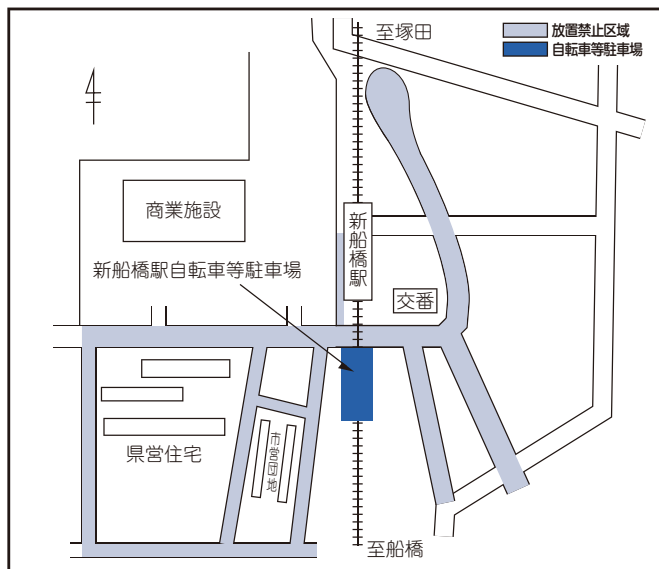 至塚田
放置禁止区域
自転車等駐車場
商業施設
新船橋駅
新船橋駅自転車等駐車場
交番
県営住宅
市営団地
至船橋